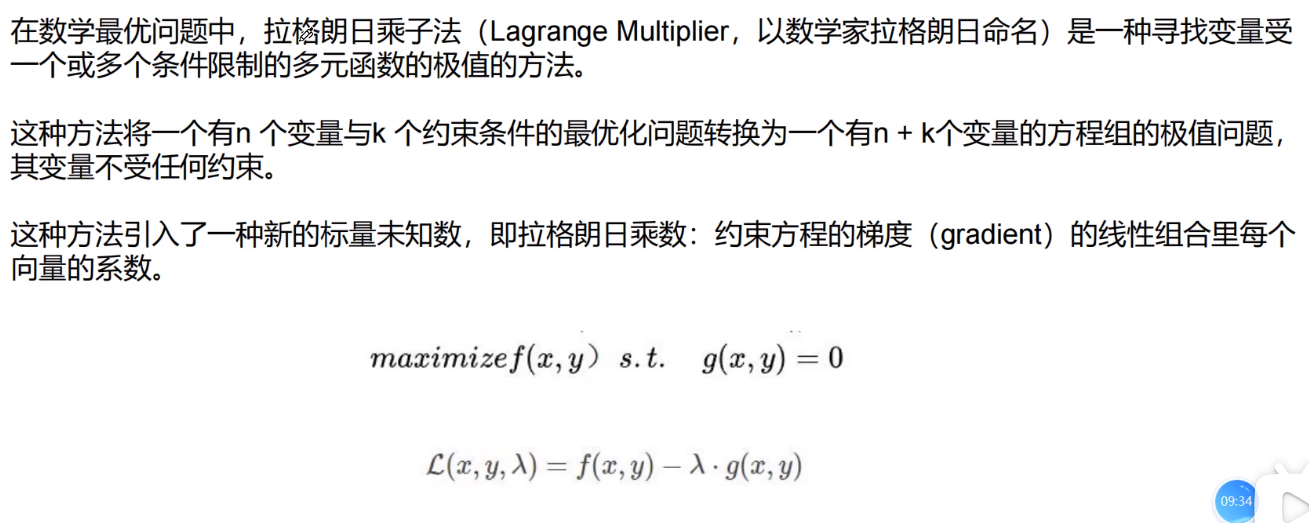 在数学最优问题中，拉格朗日乘子法（Lagrange Multiplier，以数学家拉格朗日命名）是一种寻找变量受
一个或多个条件限制的多元函数的极值的方法。
这种方法将一个有n 个变量与k 个约束条件的最优化问题转换为一个有n + k个变量的方程组的极值问题，
其变量不受任何约束。
这种方法引入了一种新的标量未知数，即拉格朗日乘数：约束方程的梯度（gradient）的线性组合里每个
向量的系数。
maximizef(x,y） s.t. g(x,y) = 0
ℒ(x,y,λ) = f(x,y) − λ · g(x,y)
09:34